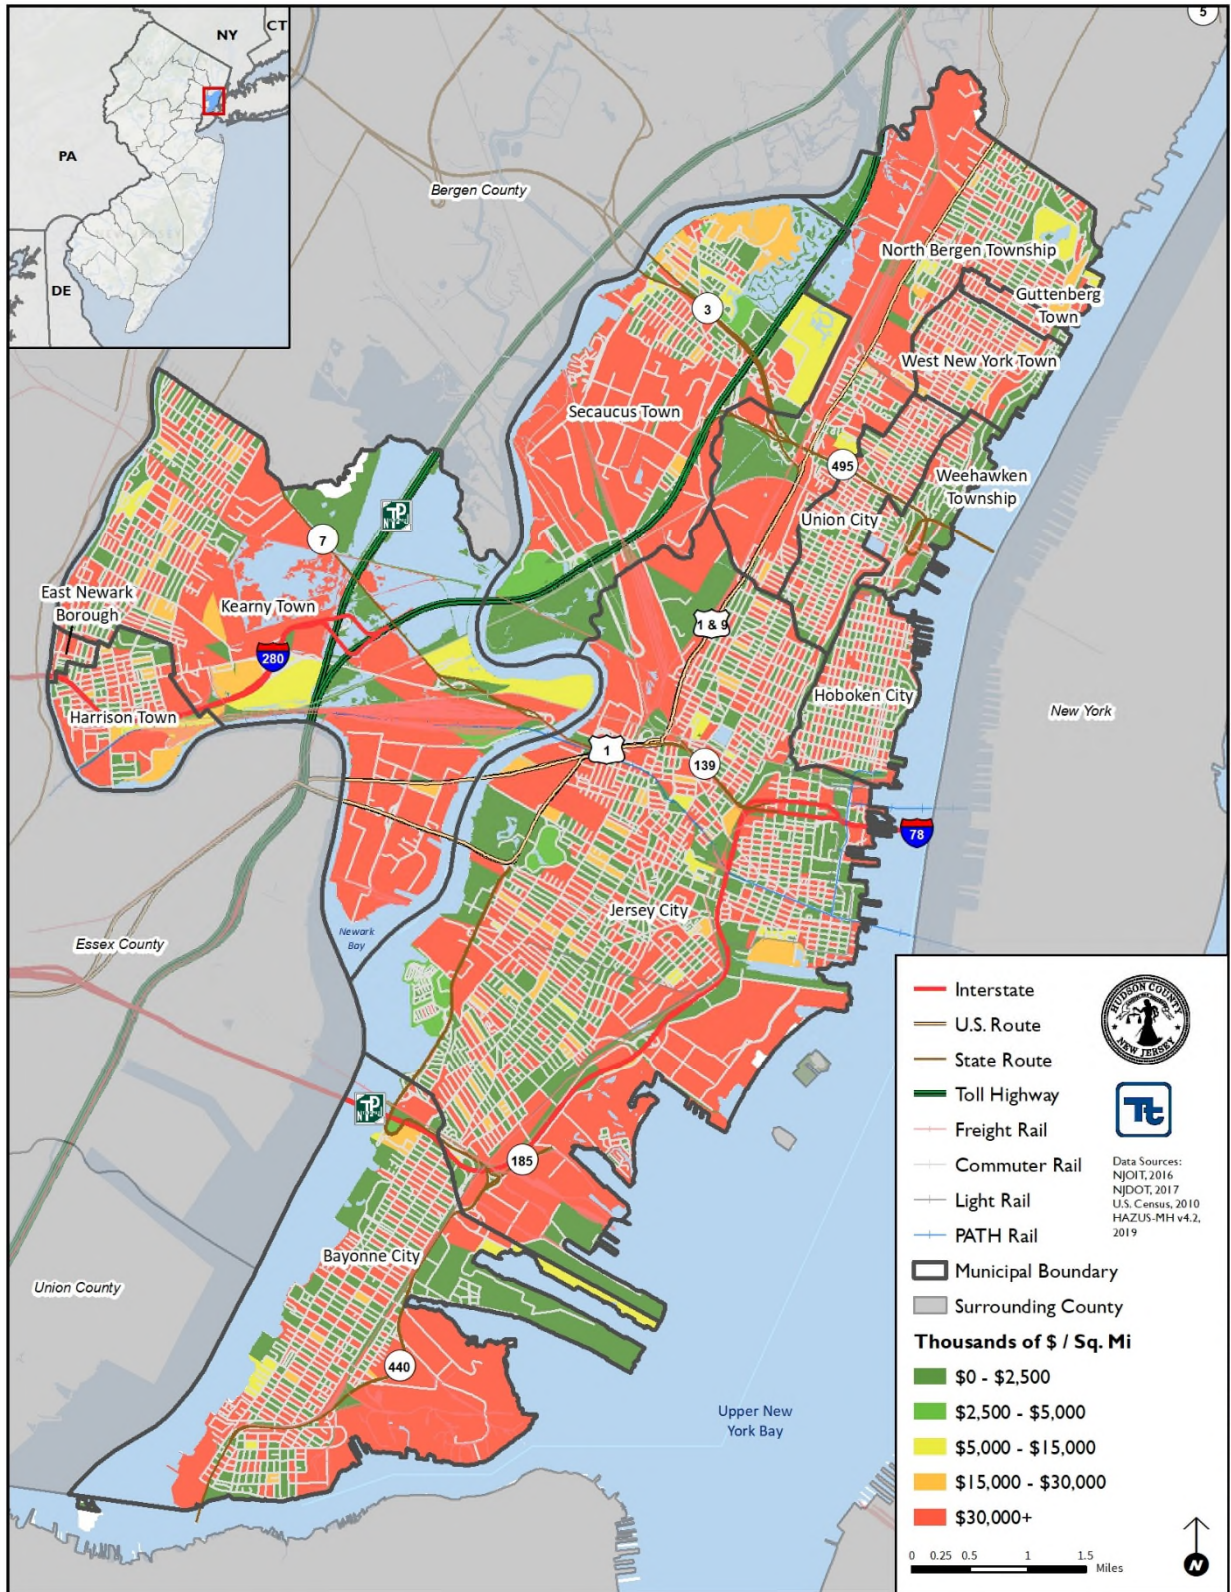 NY
CT
PA
DE
5
Bergen County
North Bergen Township
Guttenberg
Town
3
West New York Town
Secaucus Town
495
Weehawken
Township
Union City
7
East Newark
Borough
Kearny Town
1 & 9
280
Hoboken City
Harrison Town
New York
1
139
78
Jersey City
Essex County
Newark
Bay
185
Bayonne City
Union County
440
Upper New
York Bay
Interstate
U.S. Route
State Route
Toll Highway
Freight Rail
Commuter Rail
Light Rail
PATH Rail
Municipal Boundary
Surrounding County
HUDSON COUNTY
NEW JERSEY
Tt
Data Sources:
NJOIT, 2016
NJDOT, 2017
U.S. Census, 2010
HAZUS-MH v4.2,
2019
Thousands of $ / Sq. Mi
$0 - $2,500
$2,500 - $5,000
$5,000 - $15,000
$15,000 - $30,000
$30,000+
0 0.25 0.5 1 1.5
Miles
N